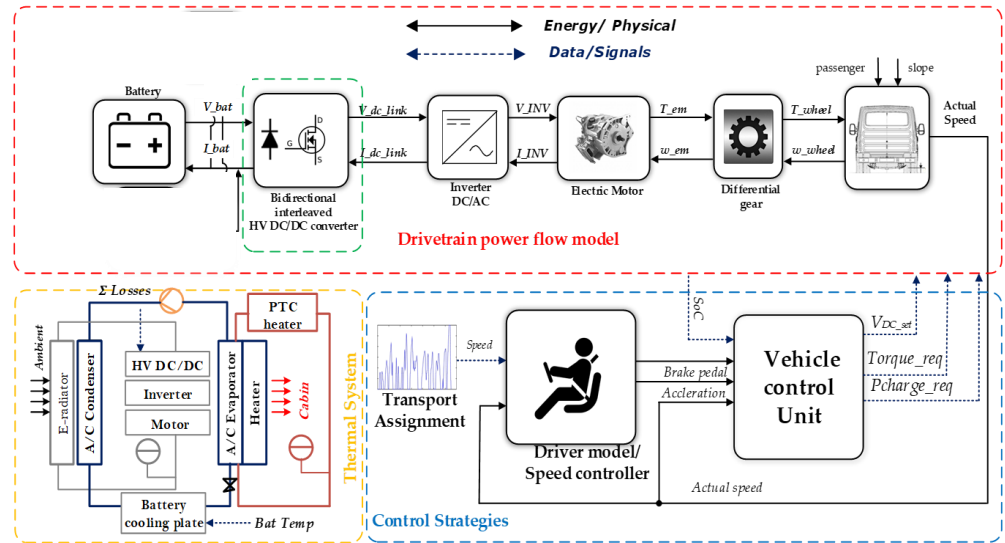 Energy/ Physical
Data/Signals
passenger
slope
Battery
V_bat
V_dc_link
V_INV
T_em
T_wheel
Actual
Speed
D
G
S
I_bat
I_dc_link
I_INV
w_em
w_wheel
Inverter
DC/AC
Electric Motor
Differential
gear
Bidirectional
interleaved
HV DC/DC converter
Drivetrain power flow model
Σ Losses
PTC
heater
Ambient
E-radiator
A/C Condenser
HV DC/DC
Inverter
Motor
A/C Evaporator
Heater
Cabin
Battery
cooling plate
Bat Temp
Thermal System
SoC
Speed
Transport
Assignment
Brake pedal
Accleration
Driver model/
Speed controller
Vehicle
control
Unit
VDC_set
Torque_req
Pcharge_req
Actual speed
Control Strategies